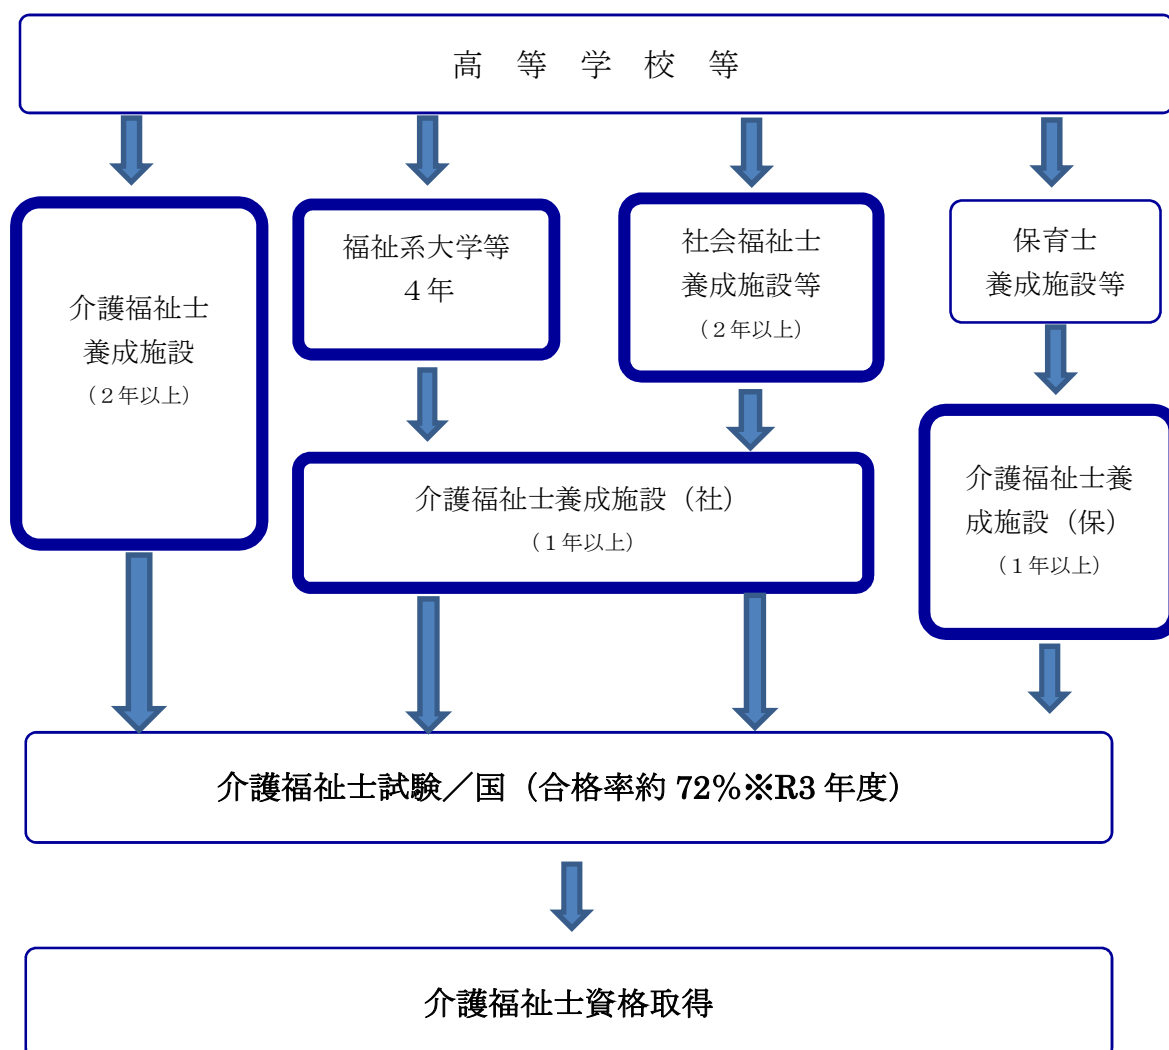 高等学校等
介護福祉士
養成施設
（２年以上）
福祉系大学等
４年
社会福祉士
養成施設等
（２年以上）
保育士
養成施設等
介護福祉士養成施設（社）
（１年以上）
介護福祉士養
成施設（保）
（１年以上）
介護福祉士試験／国（合格率約 72%※R3 年度）
介護福祉士資格取得